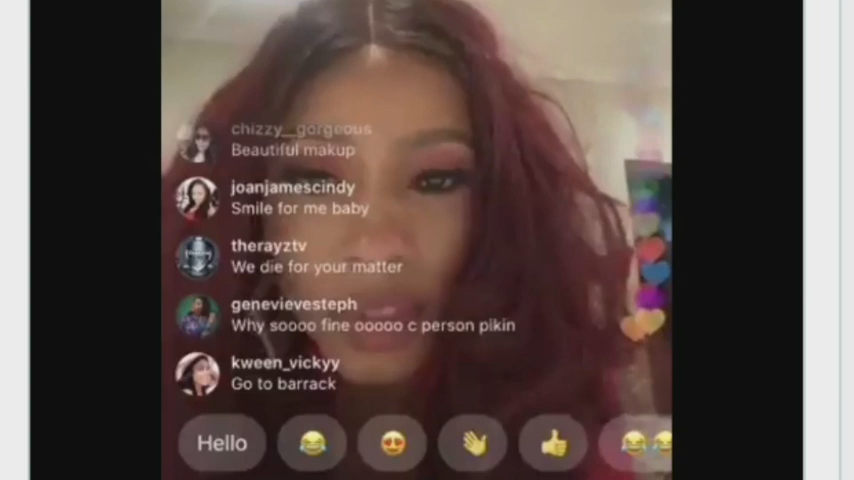 chizzy__gorgeous
Beautiful makup
joanjamescindy
Smile for me baby
therayztv
We die for your matter
genevievesteph
Why soooo fine ooooo c person pikin
kween_vickyy
Go to barrack
Hello